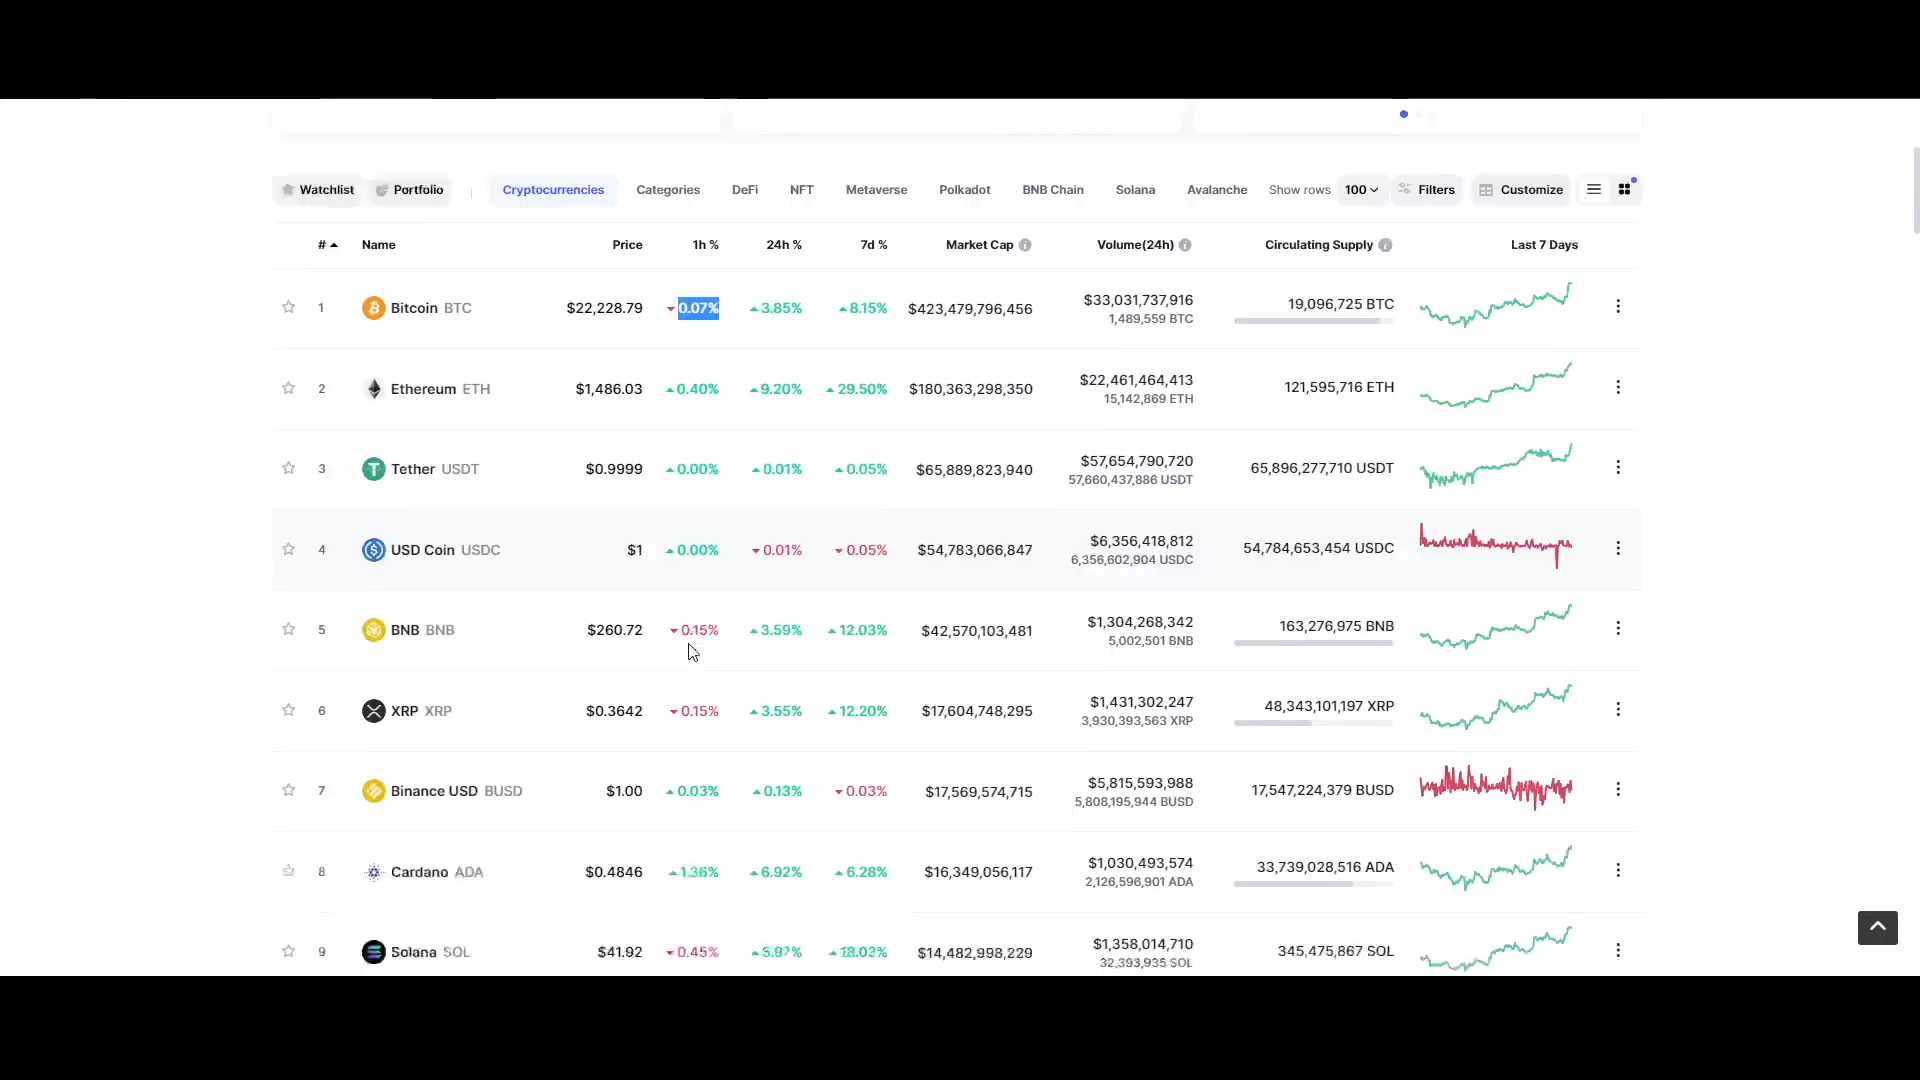 Watchlist Portfolio Cryptocurrencies Categories DeFi NFT Metaverse Polkadot BNB Chain Solana Avalanche Show rows 100 Filters Customize
# Name Price 1h % 24h % 7d % Market Cap Volume(24h) Circulating Supply Last 7 Days
1 Bitcoin BTC $22,228.79 0.07% 3.85% 8.15% $423,479,796,456 $33,031,737,916 19,096,725 BTC
1,489,559 BTC
2 Ethereum ETH $1,486.03 0.40% 9.20% 29.50% $180,363,298,350 $22,461,464,413 121,595,716 ETH
15,142,869 ETH
3 Tether USDT $0.9999 0.00% 0.01% 0.05% $65,889,823,940 $57,654,790,720 65,896,277,710 USDT
57,660,437,886 USDT
4 USD Coin USDC $1 0.00% 0.01% 0.05% $54,783,066,847 $6,356,418,812 54,784,653,454 USDC
6,356,602,904 USDC
5 BNB BNB $260.72 0.15% 3.59% 12.03% $42,570,103,481 $1,304,268,342 163,276,975 BNB
5,002,501 BNB
6 XRP XRP $0.3642 0.15% 3.55% 12.20% $17,604,748,295 $1,431,302,247 48,343,101,197 XRP
3,930,393,563 XRP
7 Binance USD BUSD $1.00 0.03% 0.13% 0.03% $17,569,574,715 $5,815,593,988 17,547,224,379 BUSD
5,808,195,944 BUSD
8 Cardano ADA $0.4846 1.36% 6.92% 6.28% $16,349,056,117 $1,030,493,574 33,739,028,516 ADA
2,126,596,901 ADA
9 Solana SOL $41.92 0.45% $14,482,998,229 $1,358,014,710 345,475,867 SOL
32,393,935 SOL